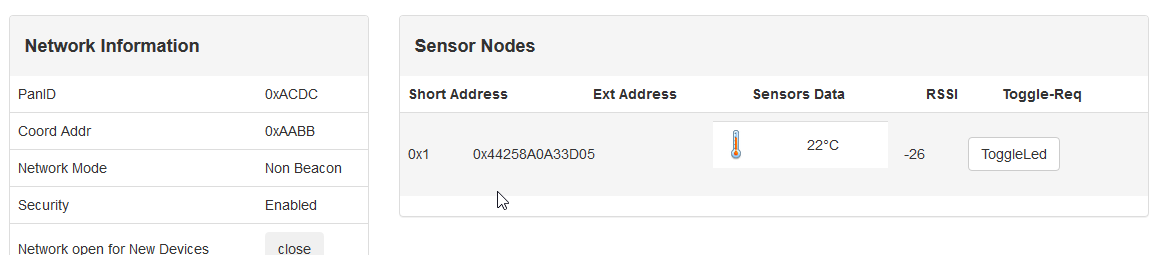 Network Information
PanID 0xACDC
Coord Addr 0xAABB
Network Mode Non Beacon
Security Enabled
Network open for New Devices close
Sensor Nodes
Short Address Ext Address Sensors Data RSSI Toggle-Req
0x1 0x44258A0A33D05 22°C -26 ToggleLed